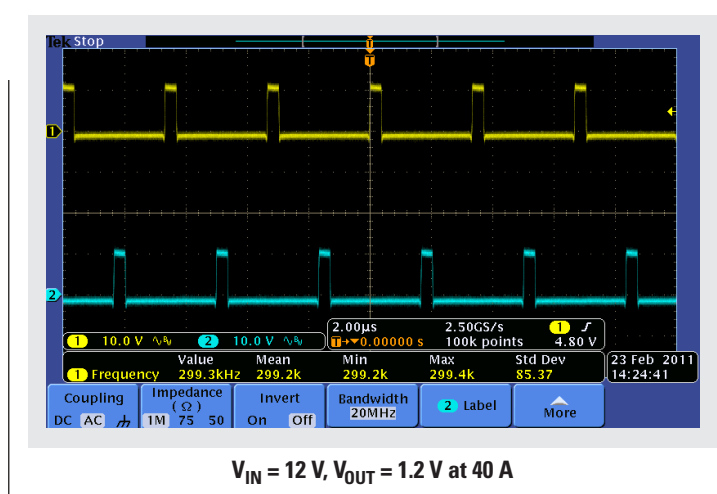 Tek Stop
T
T
1
2
1 10.0 V 2 10.0 V
2.00µs 2.50GS/s 1
T→▼0.00000 s 100k points 4.80 V
Value Mean Min Max Std Dev
1 Frequency 299.3kHz 299.2k 299.2k 299.4k 85.37
23 Feb 2011
14:24:41
Coupling
DC AC
Impedance
(Ω)
1M 75 50
Invert
On Off
Bandwidth
20MHz
2 Label
More
V_IN = 12 V, V_OUT = 1.2 V at 40 A